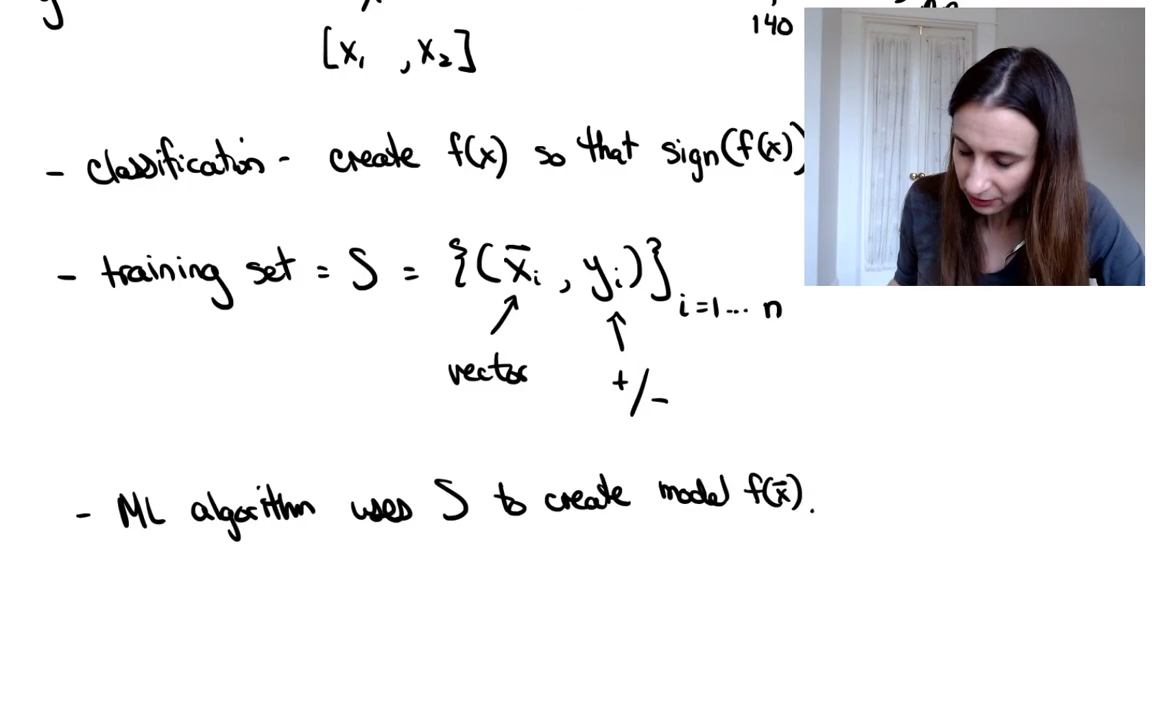 y
140
[x₁ , x₂]
- classification - create f(x) so that sign(f(x))
- training set = S = {(x̄ᵢ , yᵢ)} i=1... n
vector
+/-
- ML algorithm uses S to create model f(x̄).